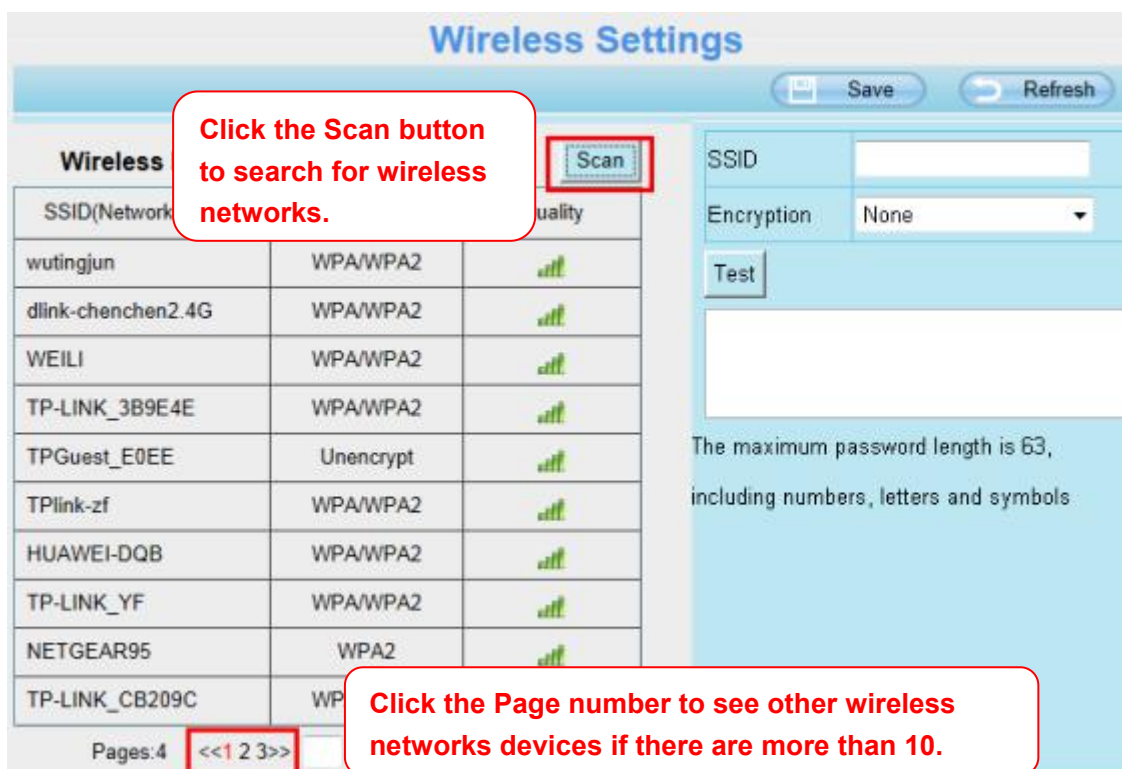 Wireless Settings
Save
Refresh
Click the Scan button
to search for wireless
networks.
Wireless
Scan
SSID(Network
uality
wutingjun WPA/WPA2
dlink-chenchen2.4G WPA/WPA2
WEILI WPA/WPA2
TP-LINK_3B9E4E WPA/WPA2
TPGuest_E0EE Unencrypt
TPlink-zf WPA/WPA2
HUAWEI-DQB WPA/WPA2
TP-LINK_YF WPA/WPA2
NETGEAR95 WPA2
TP-LINK_CB209C WP
Pages:4 <<1 2 3>>
Click the Page number to see other wireless
networks devices if there are more than 10.
SSID
Encryption None
Test
The maximum password length is 63,
including numbers, letters and symbols